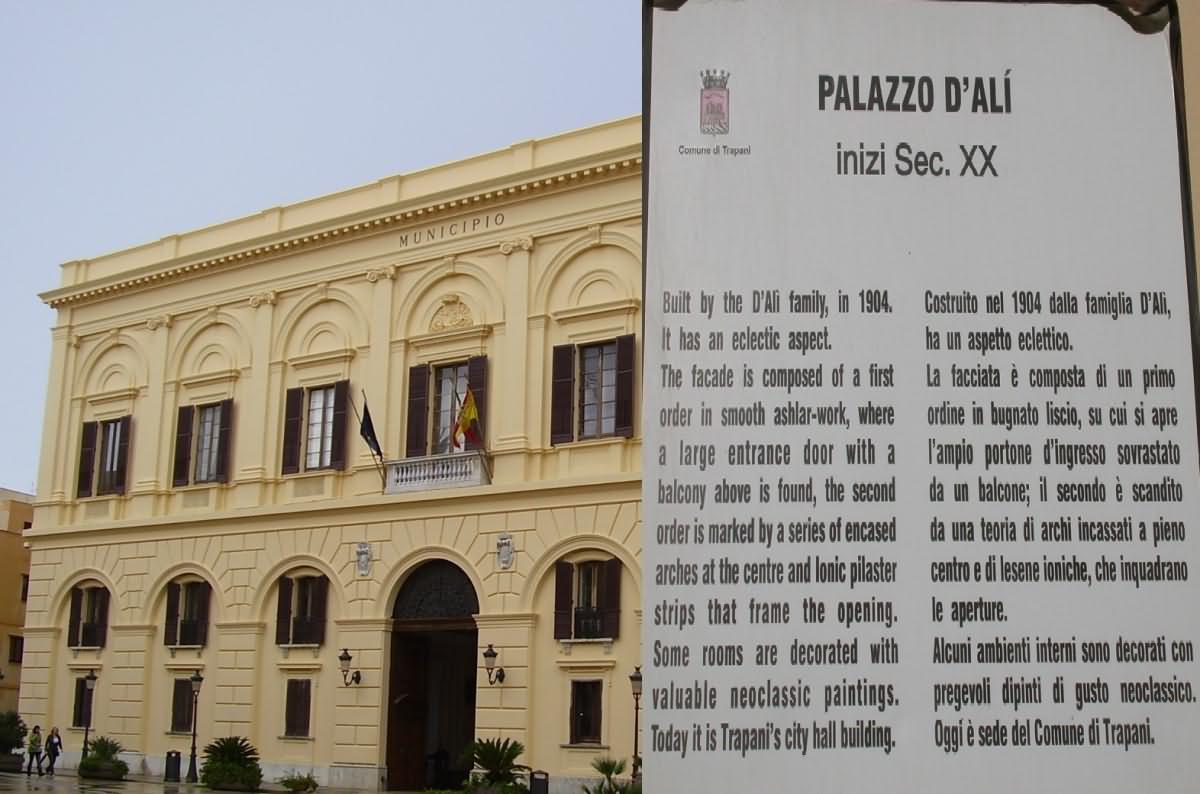 MUNICIPIO
Comune di Trapani
PALAZZO D'ALÍ
inizi Sec. XX
Built by the D'Alì family, in 1904.
It has an eclectic aspect.
The facade is composed of a first
order in smooth ashlar-work, where
a large entrance door with a
balcony above is found, the second
order is marked by a series of encased
arches at the centre and Ionic pilaster
strips that frame the opening.
Some rooms are decorated with
valuable neoclassic paintings.
Today it is Trapani's city hall building.
Costruito nel 1904 dalla famiglia D'Alì,
ha un aspetto eclettico.
La facciata è composta di un primo
ordine in bugnato liscio, su cui si apre
l'ampio portone d'ingresso sovrastato
da un balcone; il secondo è scandito
da una teoria di archi incassati a pieno
centro e di lesene ioniche, che inquadrano
le aperture.
Alcuni ambienti interni sono decorati con
pregevoli dipinti di gusto neoclassico.
Oggi è sede del Comune di Trapani.